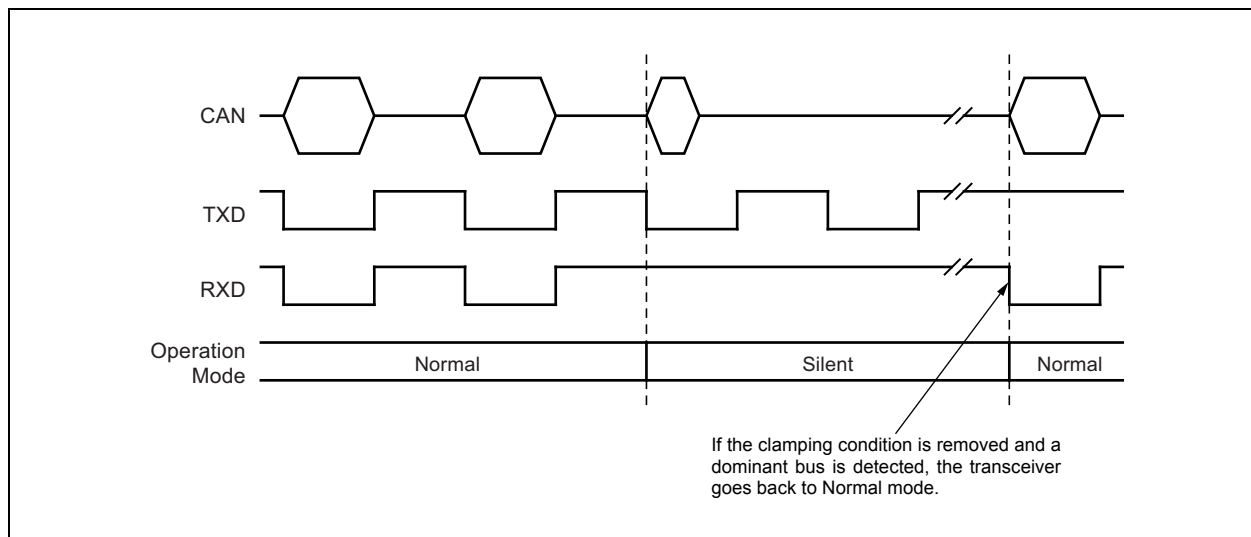 CAN
TXD
RXD
Operation
Mode
Normal
Silent
Normal
If the clamping condition is removed and a
dominant bus is detected, the transceiver
goes back to Normal mode.